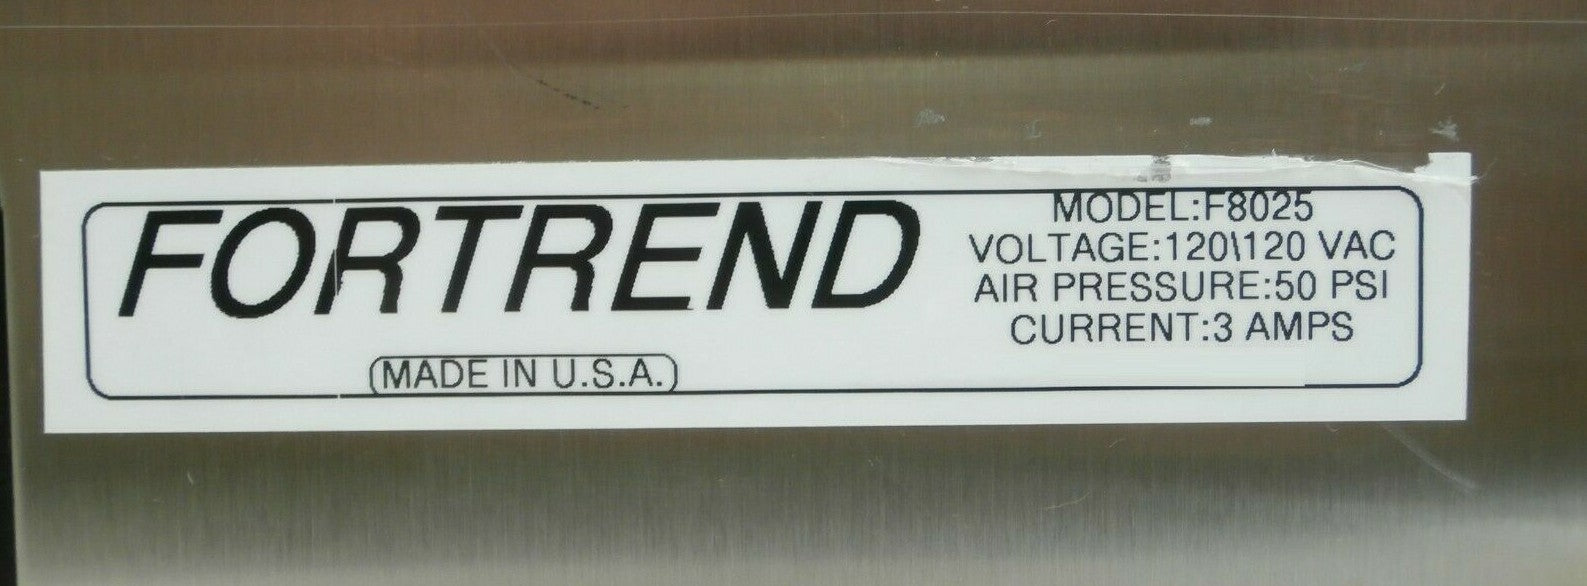 FORTREND
MADE IN U.S.A.
MODEL:F8025
VOLTAGE:120\120 VAC
AIR PRESSURE:50 PSI
CURRENT:3 AMPS